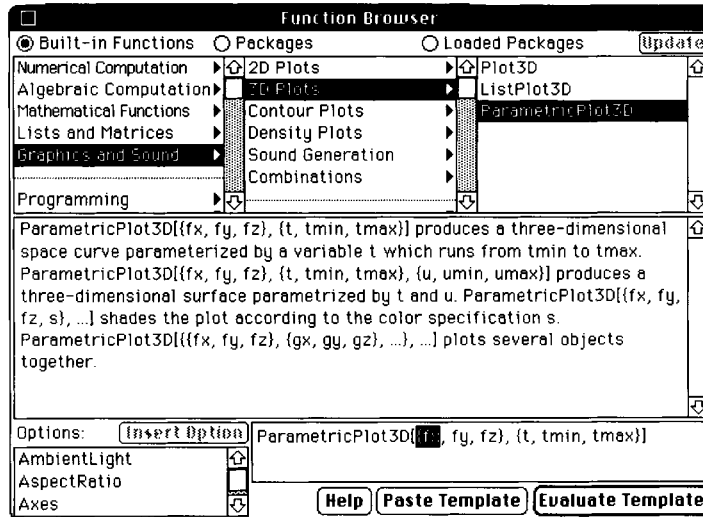 Function Browser
Built-in Functions Packages Loaded Packages Update
Numerical Computation 2D Plots Plot3D
Algebraic Computation 3D Plots ListPlot3D
Mathematical Functions Contour Plots ParametricPlot3D
Lists and Matrices Density Plots
Graphics and Sound Sound Generation
Combinations
Programming
ParametricPlot3D[{fx, fy, fz}, {t, tmin, tmax}] produces a three-dimensional
space curve parameterized by a variable t which runs from tmin to tmax.
ParametricPlot3D[{fx, fy, fz}, {t, tmin, tmax}, {u, umin, umax}] produces a
three-dimensional surface parametrized by t and u. ParametricPlot3D[{fx, fy,
fz, s}, ...] shades the plot according to the color specification s.
ParametricPlot3D[{{fx, fy, fz}, {gx, gy, gz}, ...}, ...] plots several objects
together.
Options: Insert Option ParametricPlot3D[{fx, fy, fz}, {t, tmin, tmax}]
AmbientLight
AspectRatio
Axes Help Paste Template Evaluate Template